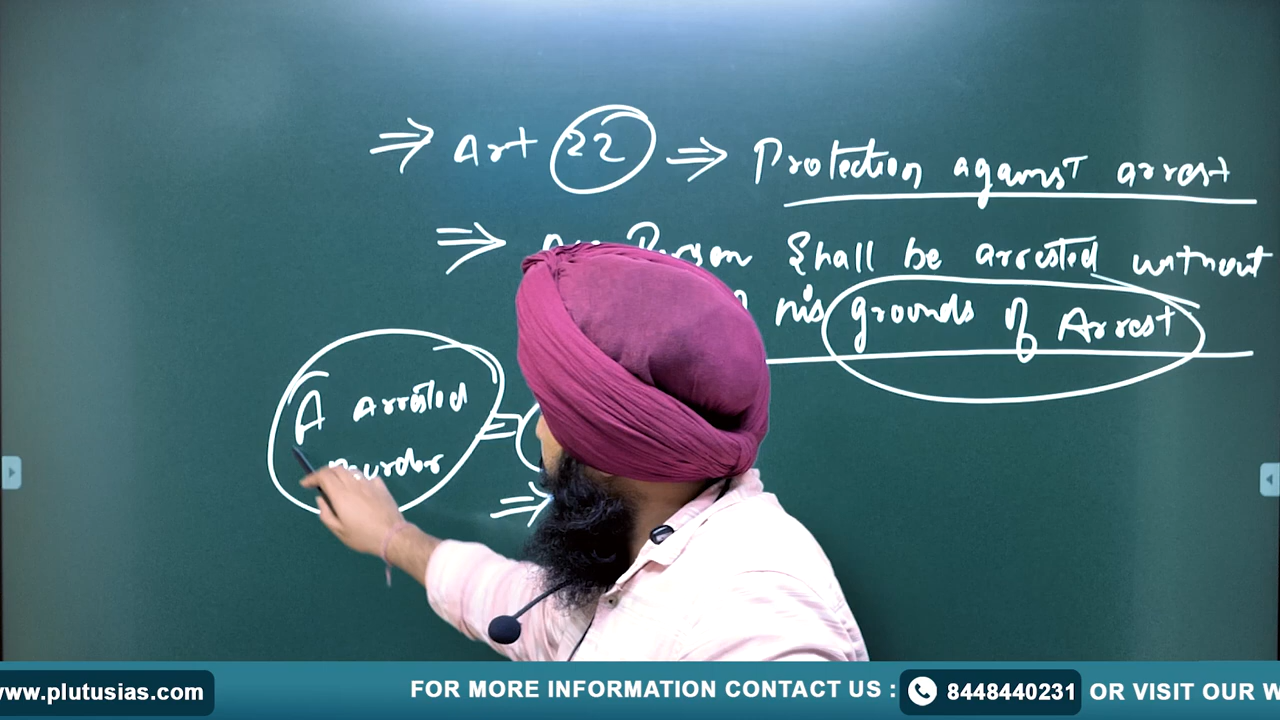 ⇒ Art 22 ⇒ Protection against arrest
⇒ Person Shall be arrested without
his grounds of Arrest
A arrested
Murder
www.plutusias.com
FOR MORE INFORMATION CONTACT US : 8448440231 OR VISIT OUR W